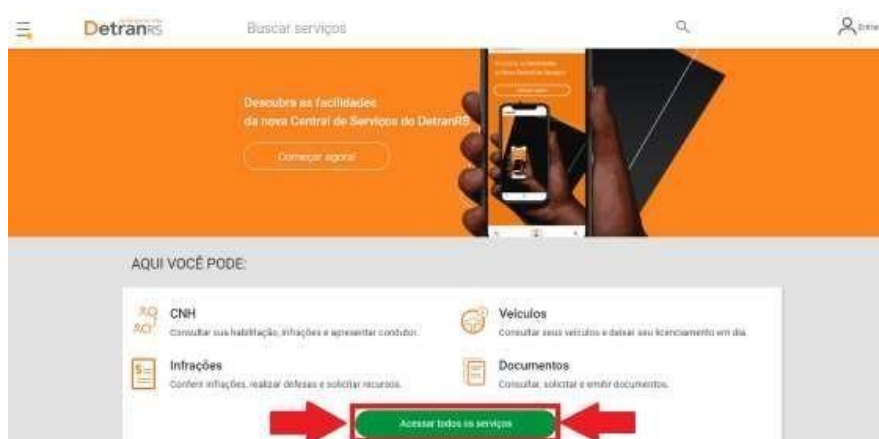 DetranRS
Buscar serviços
Entrar
Descubra as facilidades
da nova Central de Serviços do DetranRS
Começar agora!
AQUI VOCÊ PODE:
CNH
Consultar sua habilitação, infrações e apresentar condutor.
Veículos
Consultar seus veículos e deixar seu licenciamento em dia.
Infrações
Conferir infrações, realizar defesas e solicitar recursos.
Documentos
Consultar, solicitar e emitir documentos.
Acessar todos os serviços